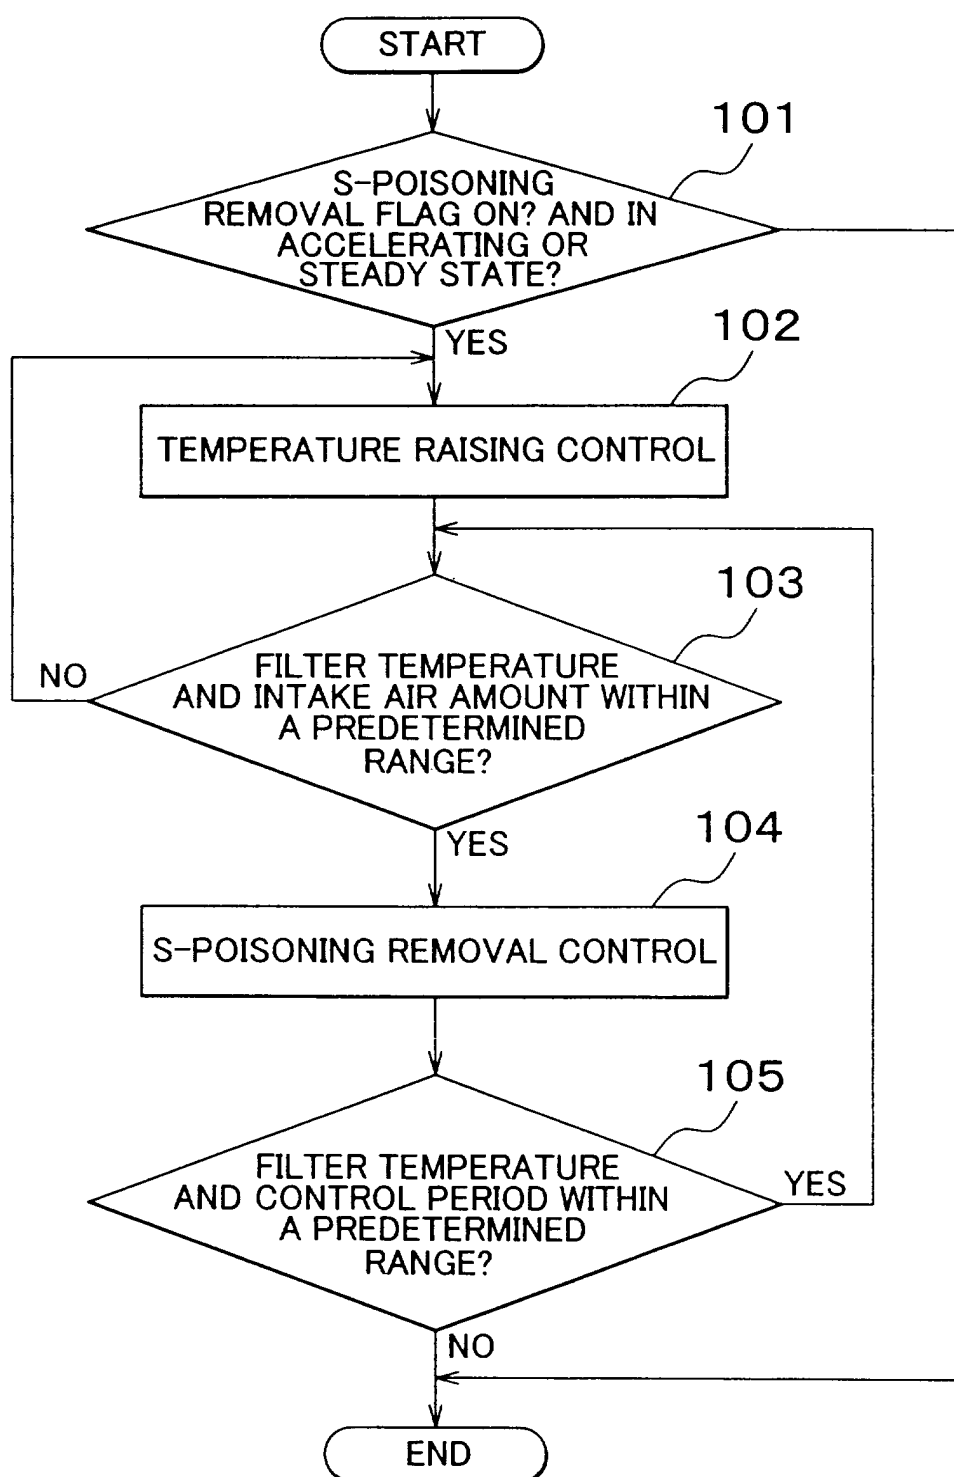 START
101
S-POISONING
REMOVAL FLAG ON? AND IN
ACCELERATING OR
STEADY STATE?
YES
102
TEMPERATURE RAISING CONTROL
103
NO
FILTER TEMPERATURE
AND INTAKE AIR AMOUNT WITHIN
A PREDETERMINED
RANGE?
YES
104
S-POISONING REMOVAL CONTROL
105
FILTER TEMPERATURE
AND CONTROL PERIOD WITHIN
A PREDETERMINED
RANGE?
YES
NO
END